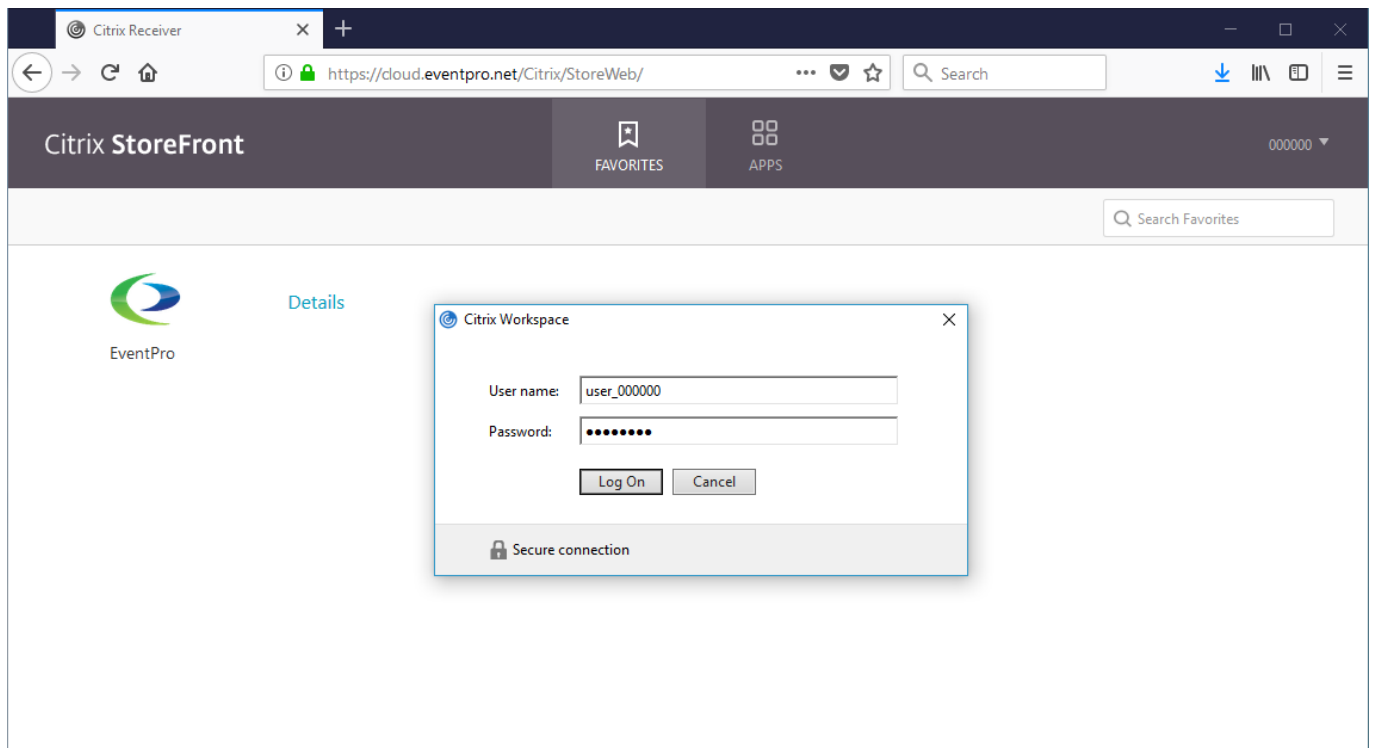 Citrix Receiver
https://cloud.eventpro.net/Citrix/StoreWeb/
Search
Citrix StoreFront
FAVORITES
APPS
000000
Search Favorites
EventPro
Details
Citrix Workspace
User name:
user_000000
Password:
••••••••
Log On
Cancel
Secure connection